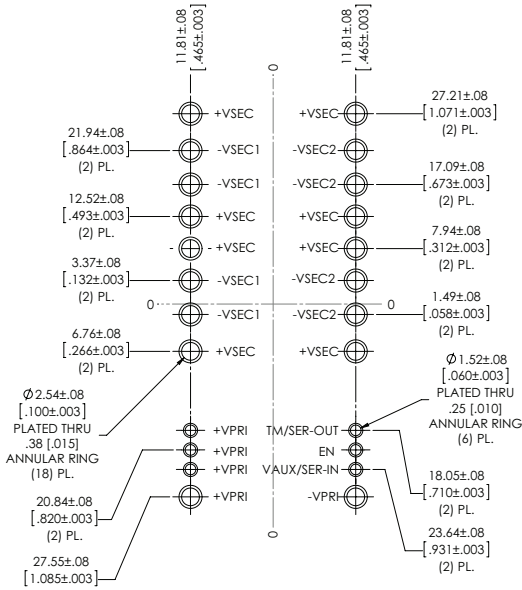 11.81±.08
[.465±.003]
11.81±.08
[.465±.003]
0
27.21±.08
[1.071±.003]
(2) PL.
+VSEC
+VSEC
21.94±.08
[.864±.003]
(2) PL.
-VSEC1
-VSEC2
17.09±.08
[.673±.003]
(2) PL.
-VSEC1
-VSEC2
12.52±.08
[.493±.003]
(2) PL.
+VSEC
+VSEC
7.94±.08
[.312±.003]
(2) PL.
+VSEC
+VSEC
3.37±.08
[.132±.003]
(2) PL.
-VSEC1
-VSEC2
0
0
1.49±.08
[.058±.003]
(2) PL.
-VSEC1
-VSEC2
6.76±.08
[.266±.003]
(2) PL.
+VSEC
+VSEC
Ø1.52±.08
[.060±.003]
PLATED THRU
.25 [.010]
ANNULAR RING
(6) PL.
Ø2.54±.08
[.100±.003]
PLATED THRU
.38 [.015]
ANNULAR RING
(18) PL.
+VPRI
TM/SER-OUT
+VPRI
EN
+VPRI
VAUX/SER-IN
18.05±.08
[.710±.003]
(2) PL.
20.84±.08
[.820±.003]
(2) PL.
+VPRI
-VPRI
23.64±.08
[.931±.003]
(2) PL.
0
27.55±.08
[1.085±.003]